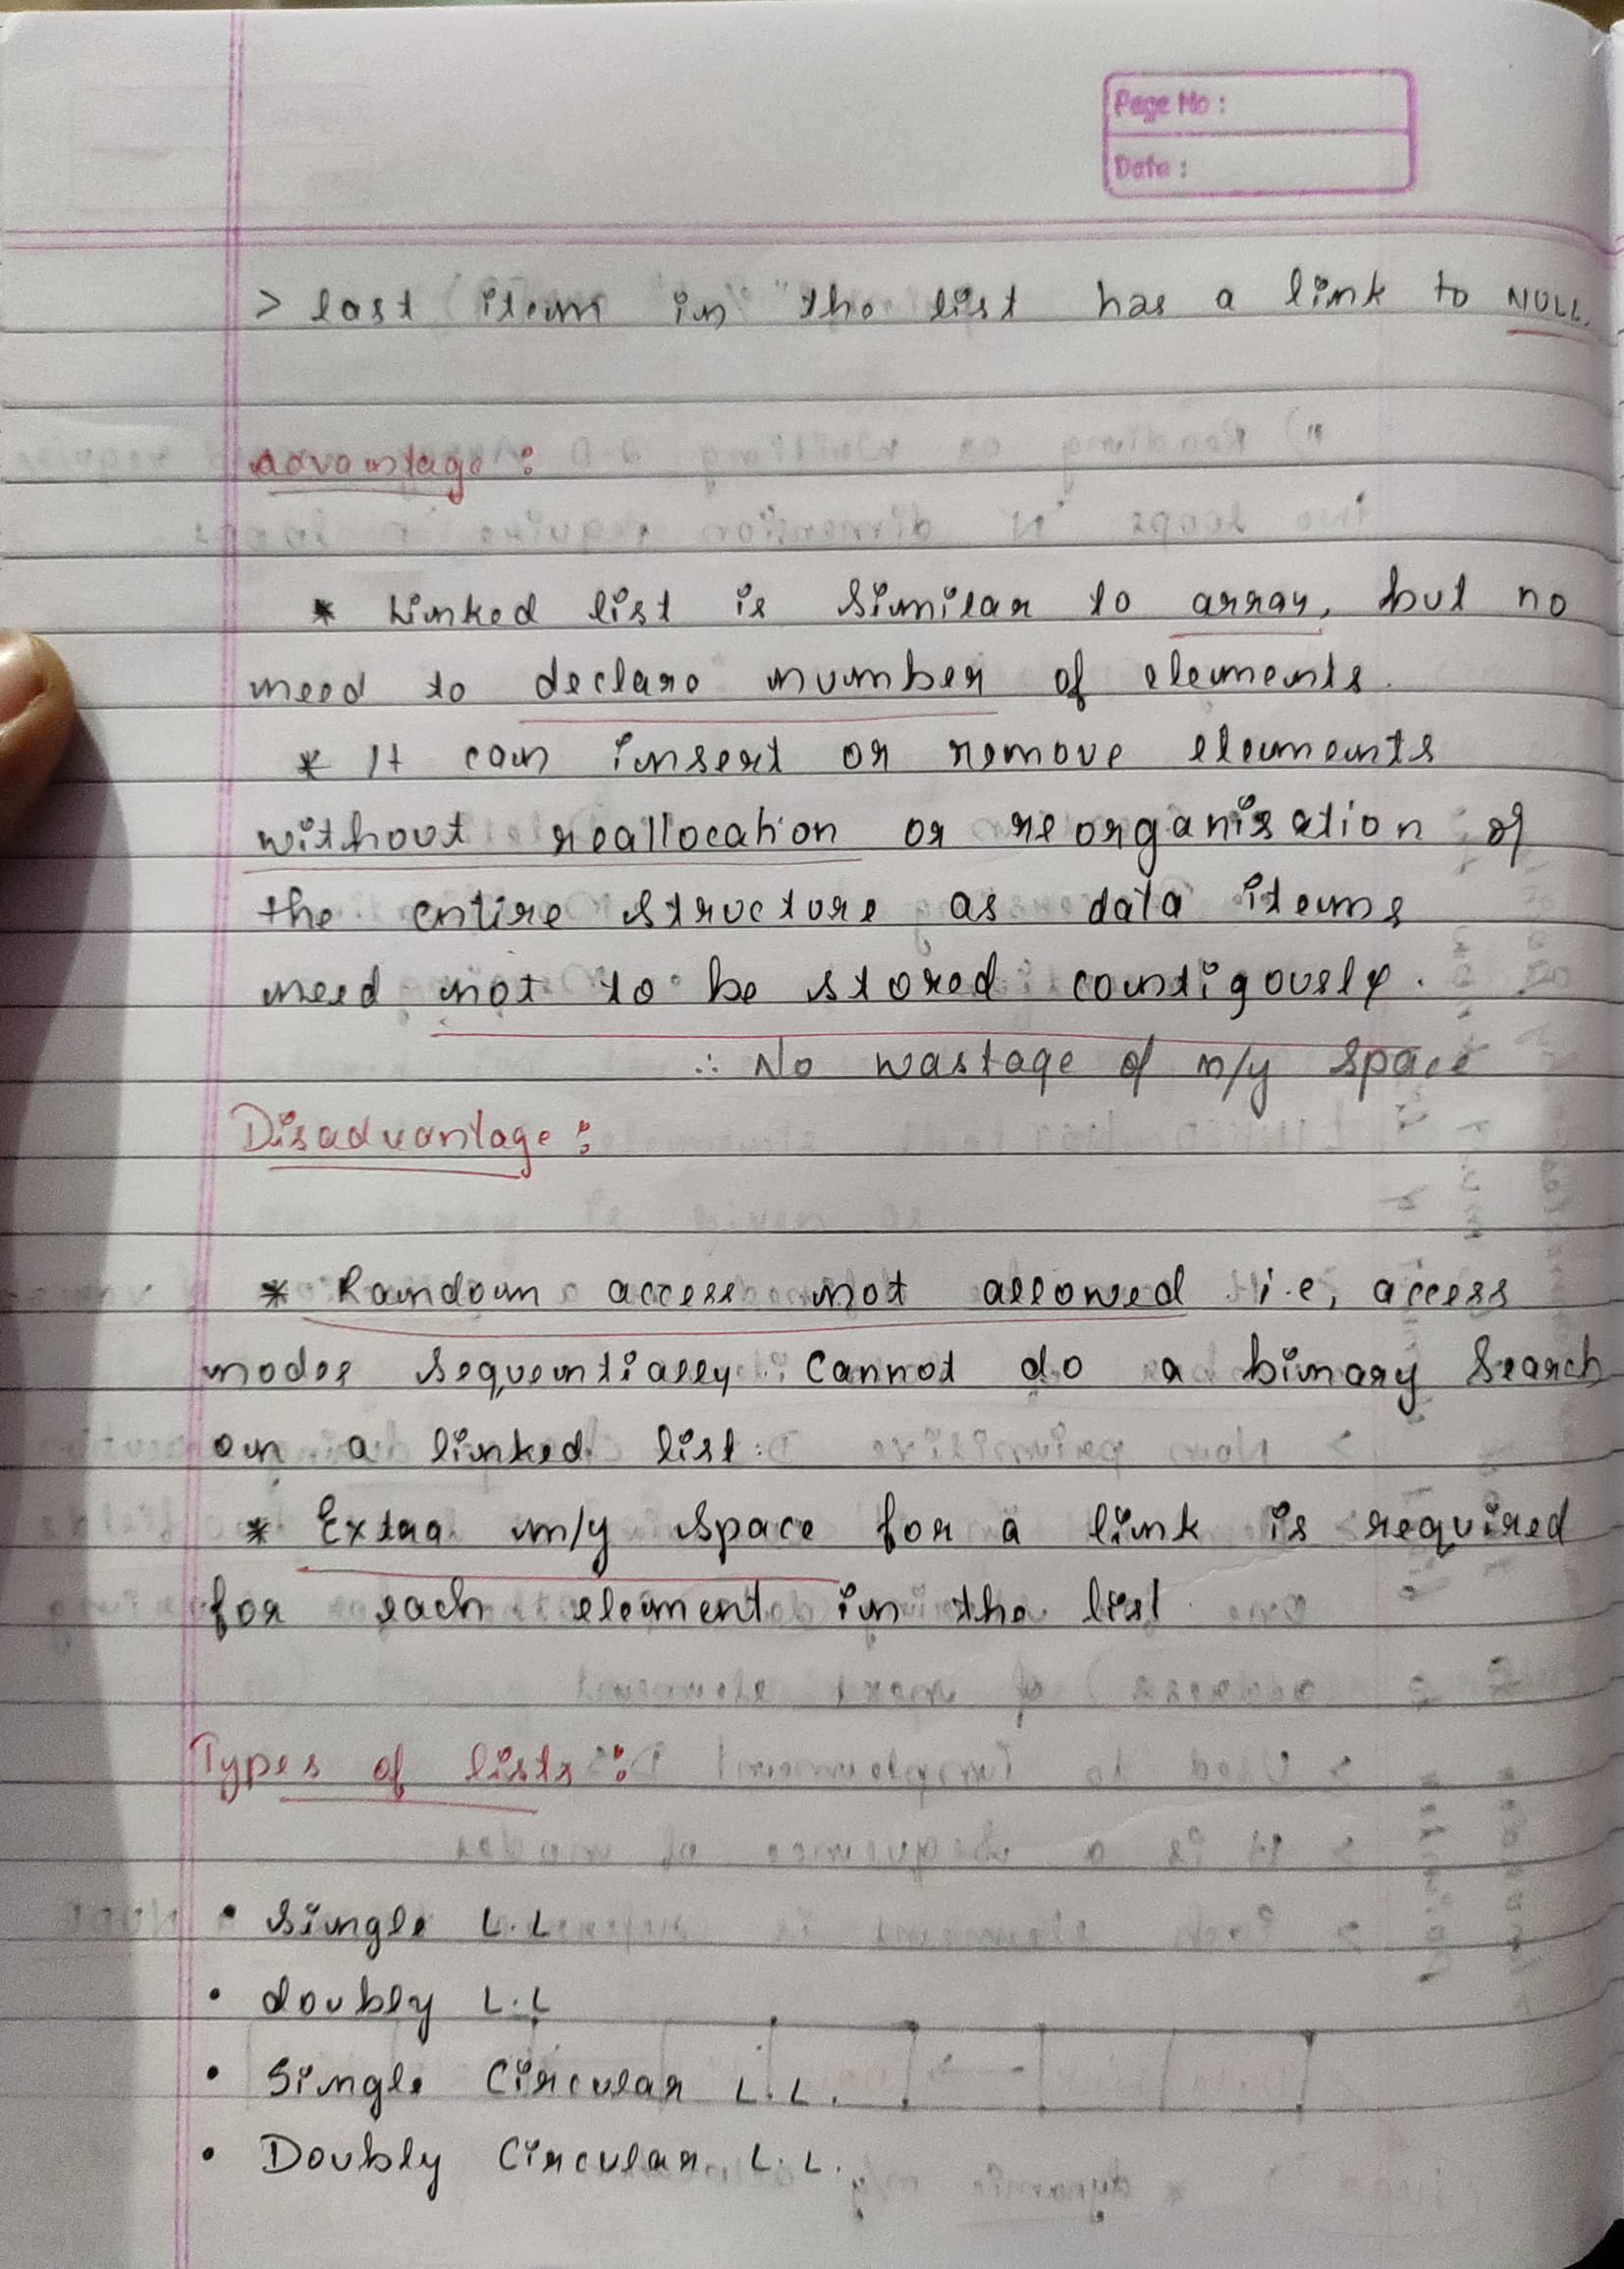 Page No :
Date :
> last item in the list has a link to NULL.
advantage :
* Linked list is similar to array, but no
need to declare number of elements.
* It can insert or remove elements
without reallocation or reorganisation of
the entire structure as data items
need not to be stored contigously.
∴ No wastage of m/y space
Disadvantage :
* Random access not allowed i.e, access
nodes sequentially. Cannot do a binary search
on a linked list.
* Extra m/y space for a link is required
for each element in the list.
Types of lists :
• Single L.L
• doubly L.L
• Single Circular L.L.
• Doubly Circular L.L.